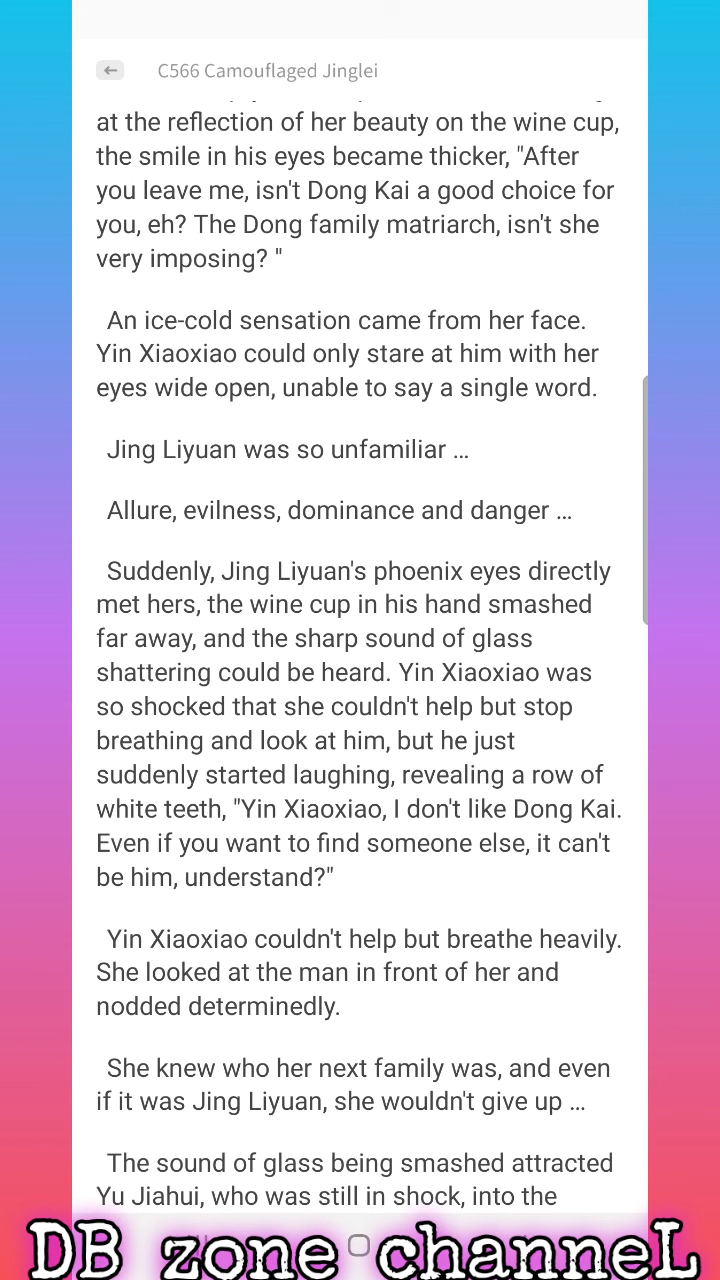 C566 Camouflaged Jinglei
at the reflection of her beauty on the wine cup,
the smile in his eyes became thicker, "After
you leave me, isn't Dong Kai a good choice for
you, eh? The Dong family matriarch, isn't she
very imposing? "
An ice-cold sensation came from her face.
Yin Xiaoxiao could only stare at him with her
eyes wide open, unable to say a single word.
Jing Liyuan was so unfamiliar ...
Allure, evilness, dominance and danger ...
Suddenly, Jing Liyuan's phoenix eyes directly
met hers, the wine cup in his hand smashed
far away, and the sharp sound of glass
shattering could be heard. Yin Xiaoxiao was
so shocked that she couldn't help but stop
breathing and look at him, but he just
suddenly started laughing, revealing a row of
white teeth, "Yin Xiaoxiao, I don't like Dong Kai.
Even if you want to find someone else, it can't
be him, understand?"
Yin Xiaoxiao couldn't help but breathe heavily.
She looked at the man in front of her and
nodded determinedly.
She knew who her next family was, and even
if it was Jing Liyuan, she wouldn't give up ...
The sound of glass being smashed attracted
Yu Jiahui, who was still in shock, into the
DB zone channeL